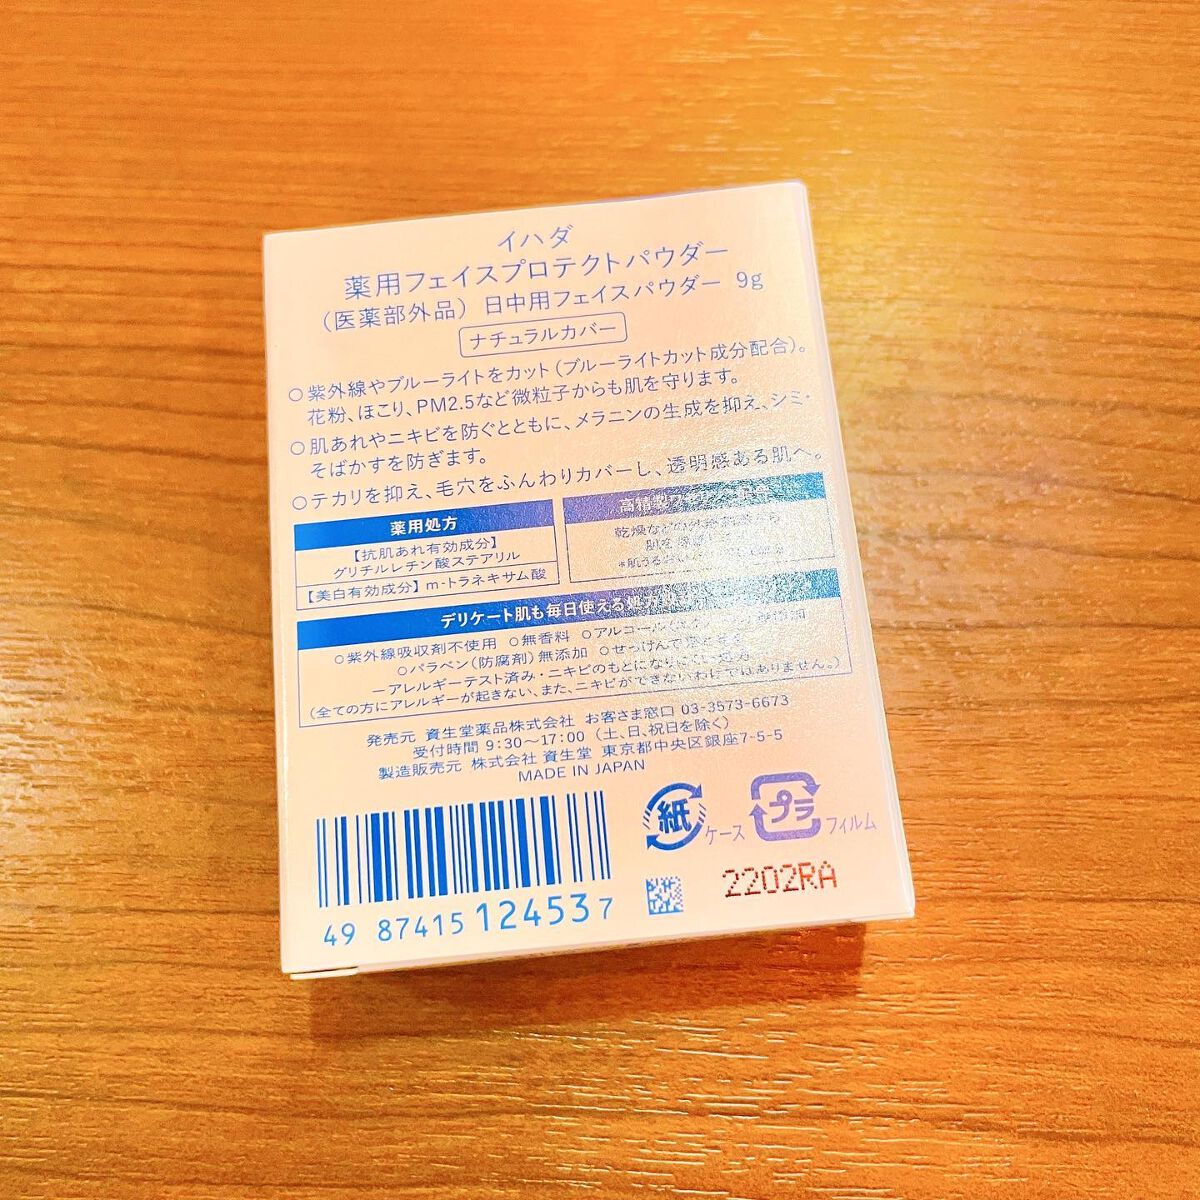 イハダ
薬用フェイスプロテクトパウダー
（医薬部外品） 日中用フェイスパウダー 9g
ナチュラルカバー
○紫外線やブルーライトをカット（ブルーライトカット成分配合）。
花粉、ほこり、PM2.5など微粒子からも肌を守ります。
○肌あれやニキビを防ぐとともに、メラニンの生成を抑え、シミ・
そばかすを防ぎます。
○テカリを抑え、毛穴をふんわりカバーし、透明感ある肌へ。
薬用処方
【抗肌あれ有効成分】
グリチルレチン酸ステアリル
【美白有効成分】m-トラネキサム酸
高精製
乾燥など
肌を
*肌うるおい
デリケート肌も毎日使える処方
○紫外線吸収剤不使用 ○無香料 ○アルコール
○パラベン（防腐剤）無添加 ○せっけんで
ーアレルギーテスト済み・ニキビのもとになりにくい処方ー
（全ての方にアレルギーが起きない、また、ニキビができないわけではありません。）
発売元 資生堂薬品株式会社 お客さま窓口 03-3573-6673
受付時間 9:30～17:00（土、日、祝日を除く）
製造販売元 株式会社 資生堂 東京都中央区銀座7-5-5
MADE IN JAPAN
紙 ケース プラ フィルム
2202RA
49 87415 12453 7